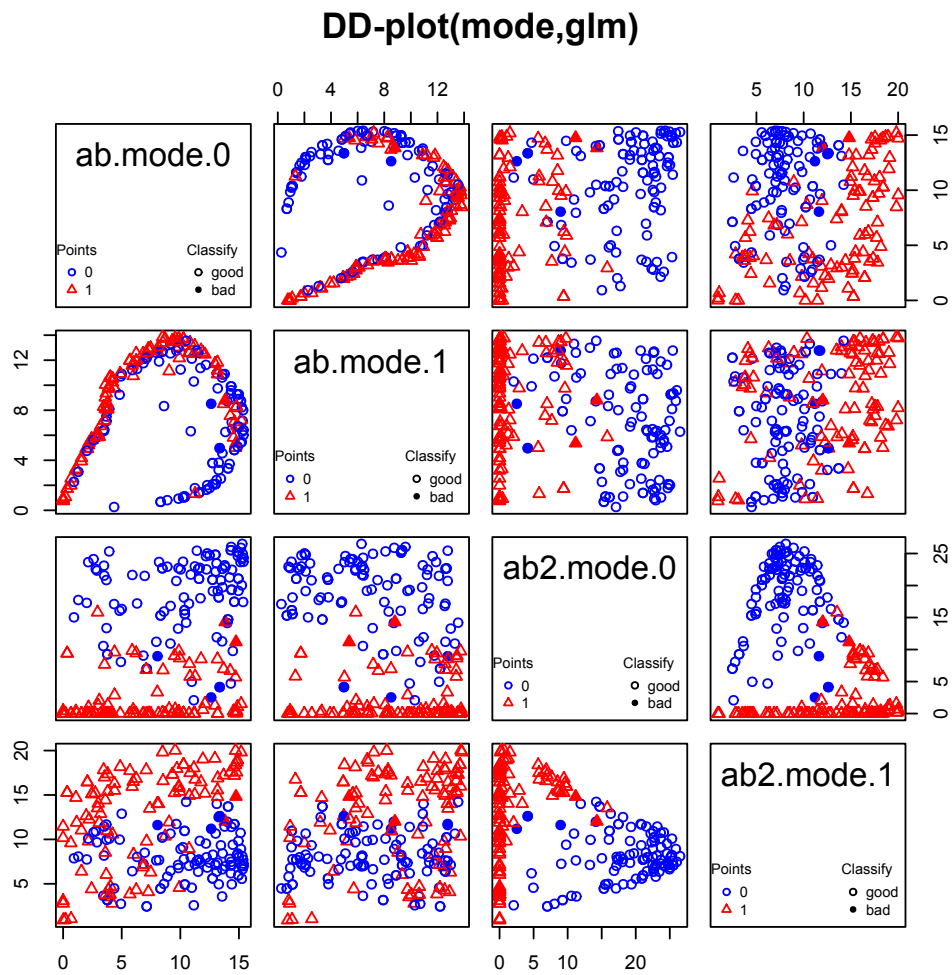 DD-plot(mode,glm)
0 4 8 12
5 10 15 20
ab.mode.0
Points Classify
0 good
1 bad
0 5 10 15
0 4 8 12
ab.mode.1
Points Classify
0 good
1 bad
ab2.mode.0
Points Classify
0 good
1 bad
0 5 15 25
5 10 15 20
ab2.mode.1
Points Classify
0 good
1 bad
0 5 10 15
0 5 10 20